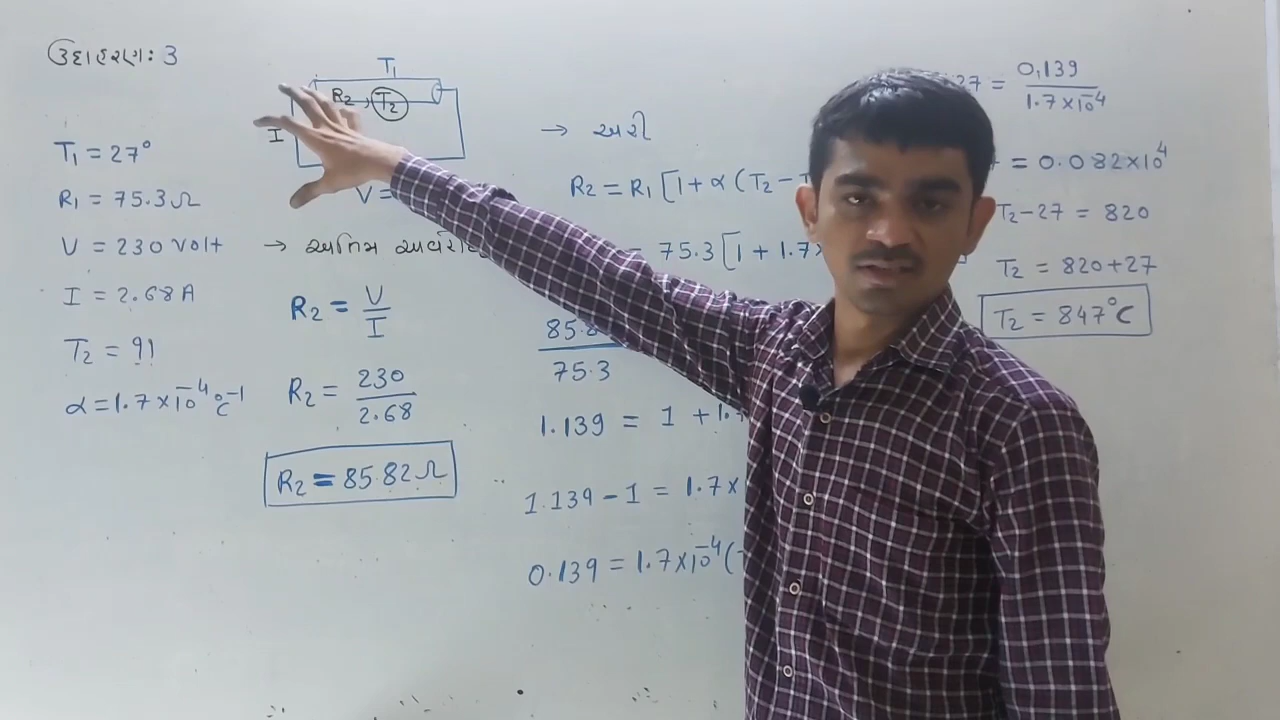 ઉદાહરણ: 3
T₁ = 27°
R₁ = 75.3 Ω
V = 230 volt
I = 2.68 A
T₂ = ?
α = 1.7 × 10⁻⁴ °C⁻¹
T₁
R₂ → T₂
I
V =
→ અંતિમ
R₂ = V/I
R₂ = 230/2.68
R₂ = 85.82 Ω
→ હવે
R₂ = R₁ [1 + α (T₂ –
= 75.3 [1 + 1.7
75.3
1.139 = 1 +
1.139 – 1 = 1.7 ×
0.139 = 1.7 × 10⁻⁴ (
27 = 0.139/1.7 × 10⁻⁴
= 0.082 × 10⁴
T₂ – 27 = 820
T₂ = 820 + 27
T₂ = 847 °C